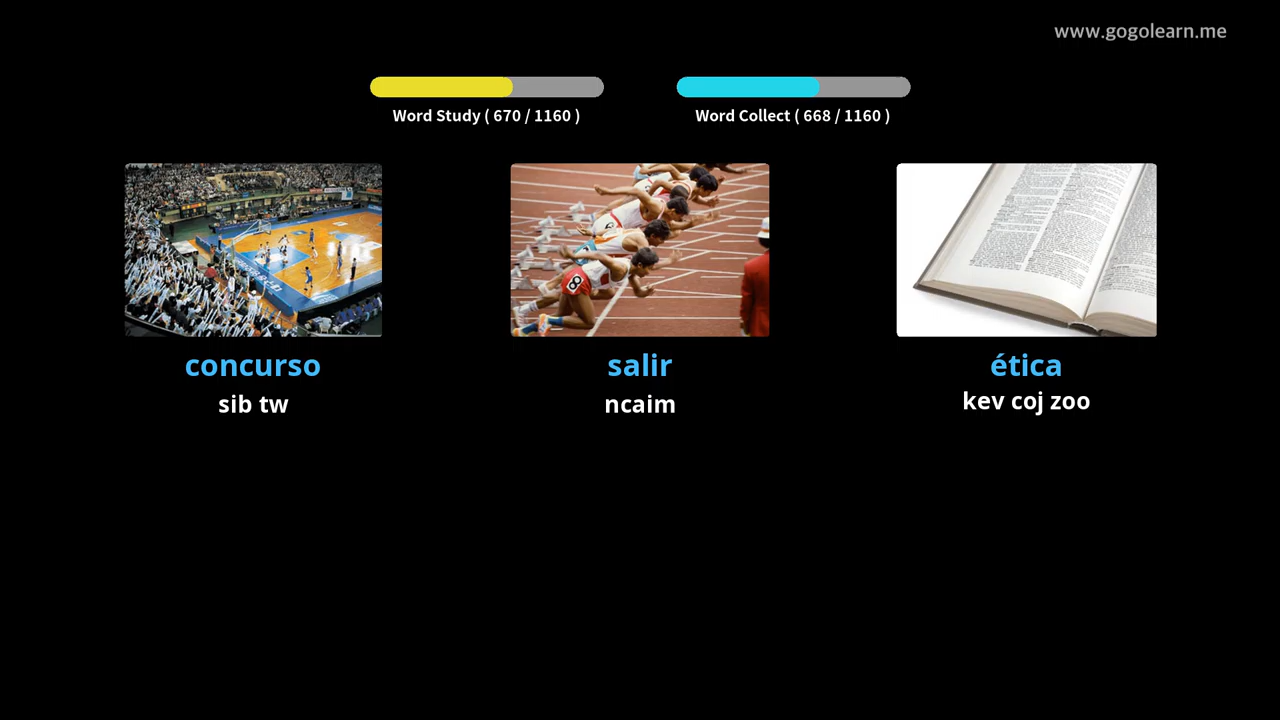 www.gogolearn.me
Word Study ( 670 / 1160 )
Word Collect ( 668 / 1160 )
concurso
salir
ética
sib tw
ncaim
kev coj zoo